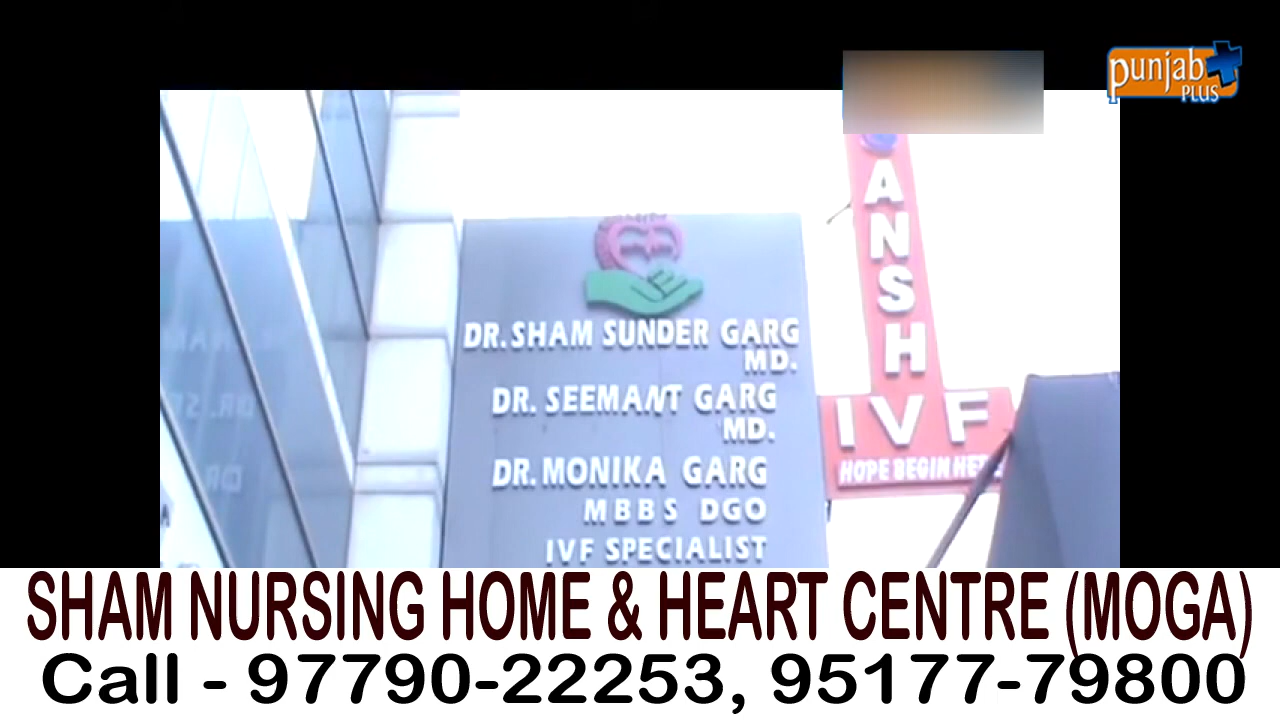 punjab
PLUS
ANSH
DR. SHAM SUNDER GARG
MD.
DR. SEEMANT GARG
MD.
IVF
DR. MONIKA GARG
HOPE BEGIN HERE
MBBS DGO
IVF SPECIALIST
SHAM NURSING HOME & HEART CENTRE (MOGA)
Call - 97790-22253, 95177-79800